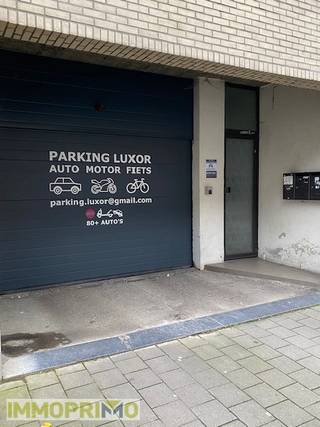 PARKING LUXOR
AUTO MOTOR FIETS
parking.luxor@gmail.com
80+ AUTO'S
IMMOPRIMO